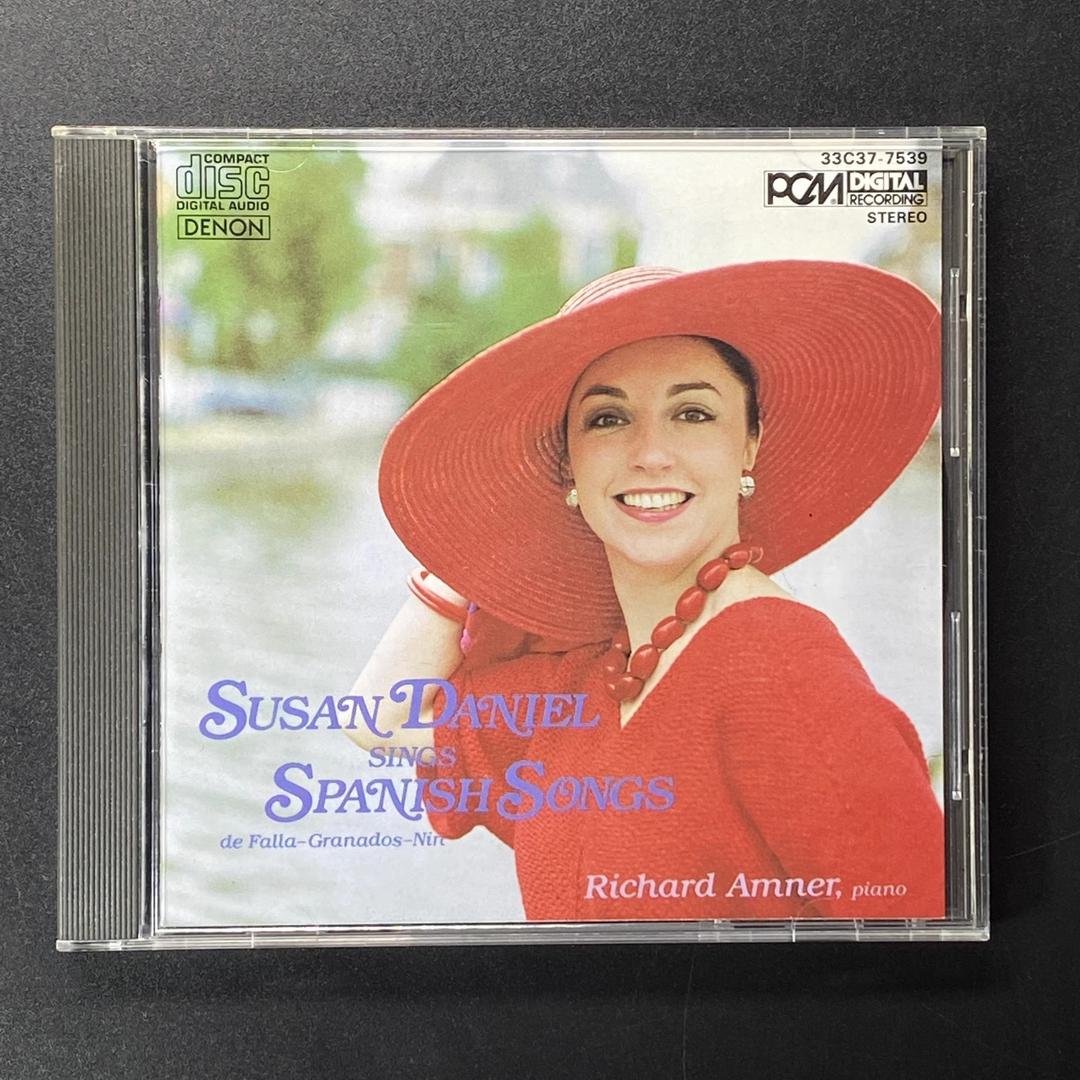 COMPACT
disc
DIGITAL AUDIO
DENON
33C37-7539
PCM DIGITAL
RECORDING
STEREO
SUSAN DANIEL
SINGS
SPANISH SONGS
de Falla–Granados–Nin
Richard Amner, piano